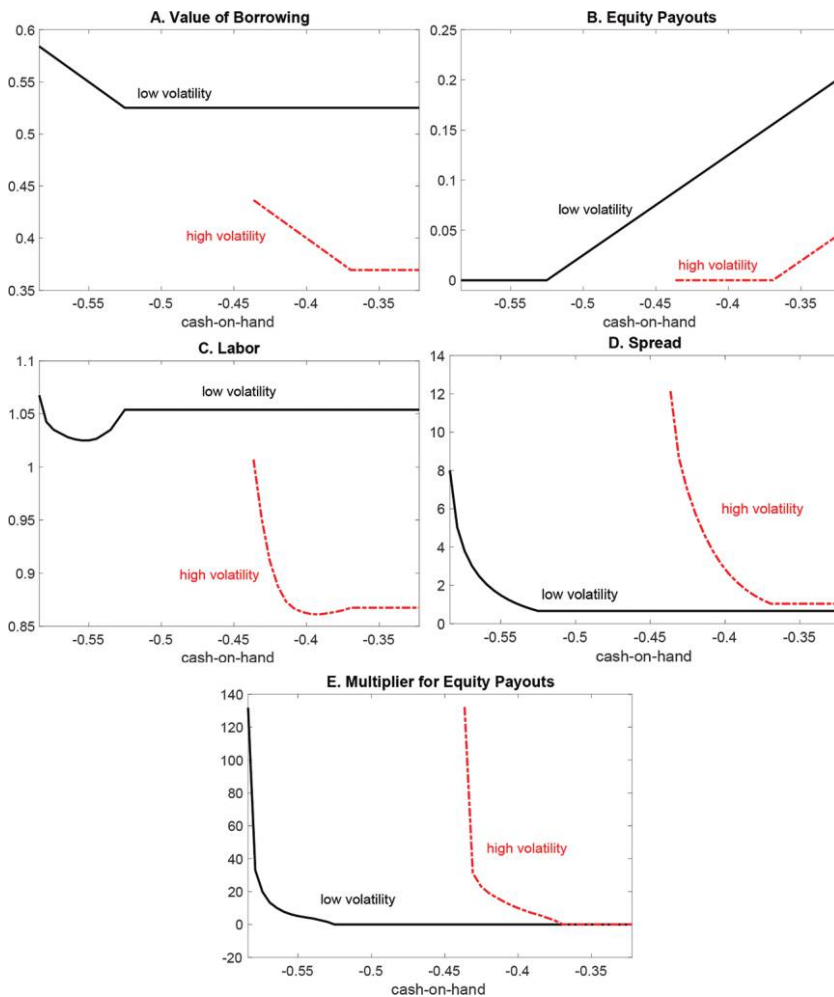 A. Value of Borrowing
0.6
0.55
0.5
0.45
0.4
0.35
low volatility
high volatility
-0.55 -0.5 -0.45 -0.4 -0.35
cash-on-hand
B. Equity Payouts
0.25
0.2
0.15
0.1
0.05
0
low volatility
high volatility
-0.55 -0.5 -0.45 -0.4 -0.35
cash-on-hand
C. Labor
1.1
1.05
1
0.95
0.9
0.85
low volatility
high volatility
-0.55 -0.5 -0.45 -0.4 -0.35
cash-on-hand
D. Spread
14
12
10
8
6
4
2
0
high volatility
low volatility
-0.55 -0.5 -0.45 -0.4 -0.35
cash-on-hand
E. Multiplier for Equity Payouts
140
120
100
80
60
40
20
0
-20
high volatility
low volatility
-0.55 -0.5 -0.45 -0.4 -0.35
cash-on-hand